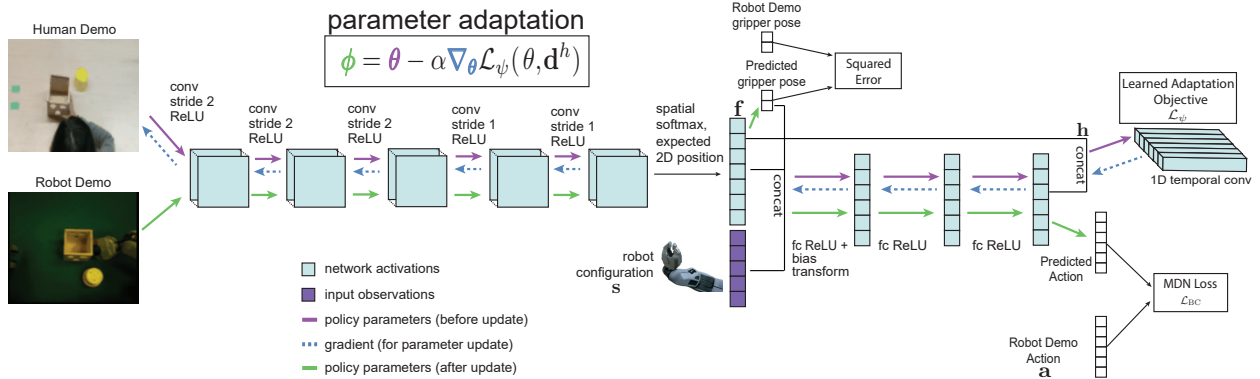 parameter adaptation
ϕ = θ − α∇_θ ℒ_ψ(θ, d^h)
Human Demo
Robot Demo
conv
stride 2
ReLU
conv
stride 2
ReLU
conv
stride 2
ReLU
conv
stride 1
ReLU
conv
stride 1
ReLU
spatial
softmax,
expected
2D position
f
Robot Demo
gripper pose
Predicted
gripper pose
Squared
Error
concat
robot
configuration
s
fc ReLU +
bias
transform
fc ReLU
fc ReLU
h
concat
Learned Adaptation
Objective
ℒ_ψ
1D temporal conv
Predicted
Action
MDN Loss
ℒ_BC
Robot Demo
Action
a
network activations
input observations
policy parameters (before update)
gradient (for parameter update)
policy parameters (after update)